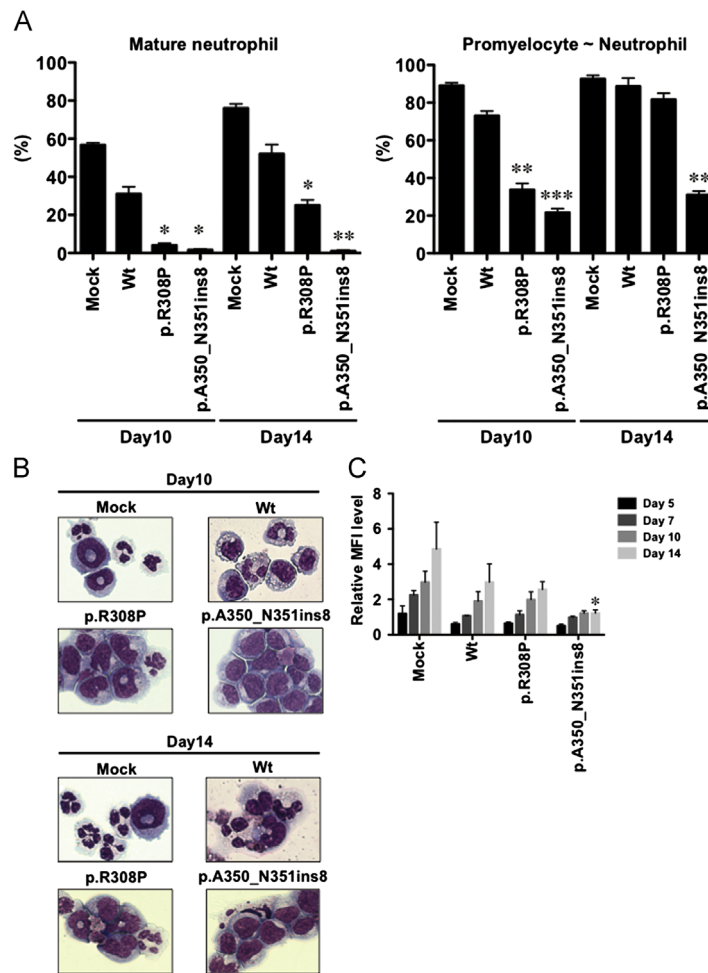 A
Mature neutrophil
100
80
60
40
20
0
(%)
*
*
*
**
Mock
Wt
p.R308P
p.A350_N351ins8
Mock
Wt
p.R308P
p.A350_N351ins8
Day10
Day14
Promyelocyte ~ Neutrophil
100
80
60
40
20
0
(%)
**
***
**
Mock
Wt
p.R308P
p.A350_N351ins8
Mock
Wt
p.R308P
p.A350_N351ins8
Day10
Day14
B
Day10
Mock
Wt
p.R308P
p.A350_N351ins8
Day14
Mock
Wt
p.R308P
p.A350_N351ins8
C
8
6
4
2
0
Relative MFI level
*
Mock
Wt
p.R308P
p.A350_N351ins8
Day 5
Day 7
Day 10
Day 14